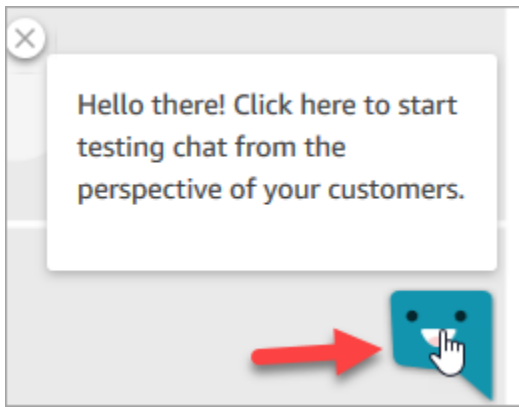 Hello there! Click here to start
testing chat from the
perspective of your customers.